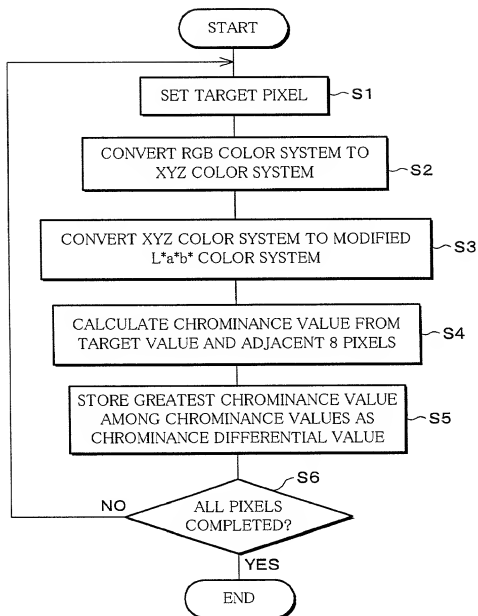 START
SET TARGET PIXEL
S1
CONVERT RGB COLOR SYSTEM TO
XYZ COLOR SYSTEM
S2
CONVERT XYZ COLOR SYSTEM TO MODIFIED
L*a*b* COLOR SYSTEM
S3
CALCULATE CHROMINANCE VALUE FROM
TARGET VALUE AND ADJACENT 8 PIXELS
S4
STORE GREATEST CHROMINANCE VALUE
AMONG CHROMINANCE VALUES AS
CHROMINANCE DIFFERENTIAL VALUE
S5
S6
NO
ALL PIXELS
COMPLETED?
YES
END